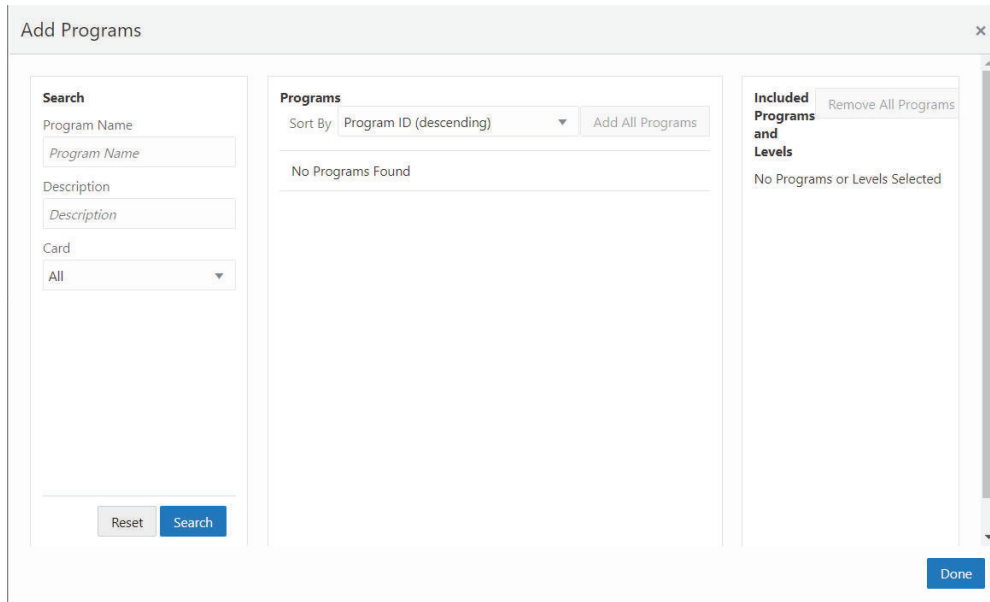 Add Programs
×
Search
Program Name
Program Name
Description
Description
Card
All
Reset Search
Programs
Sort By Program ID (descending) Add All Programs
No Programs Found
Included
Programs
and
Levels
Remove All Programs
No Programs or Levels Selected
Done